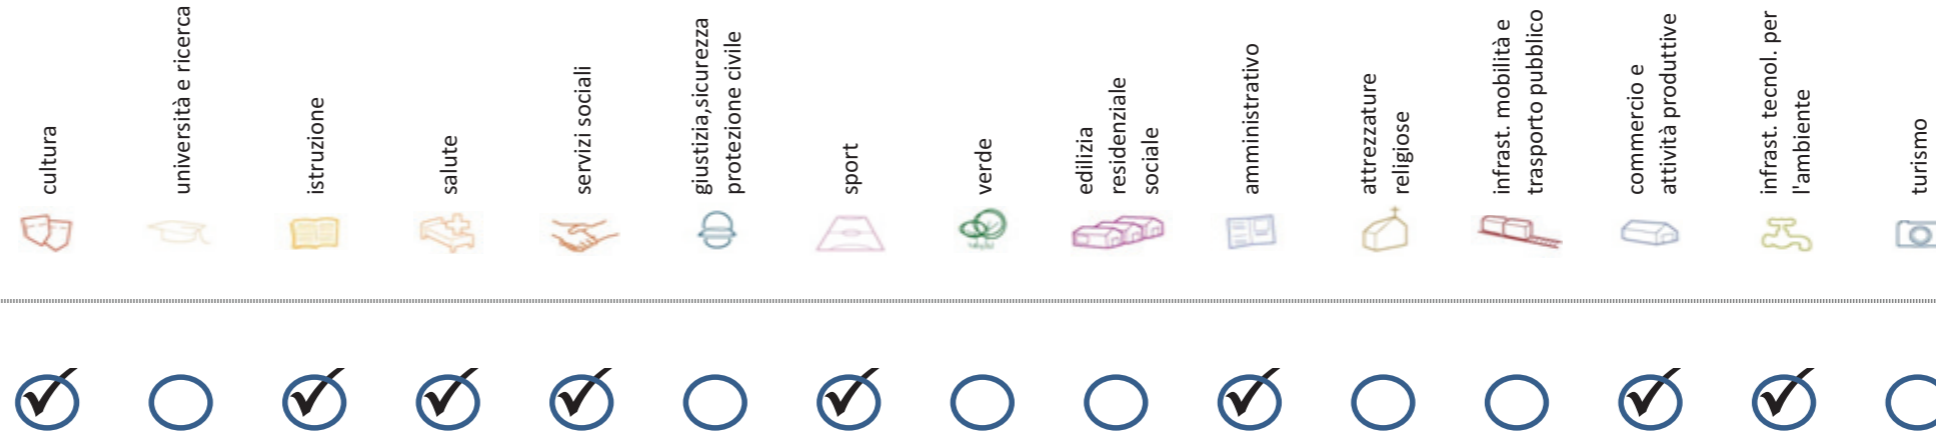 cultura
università e ricerca
istruzione
salute
servizi sociali
giustizia,sicurezza
protezione civile
sport
verde
edilizia
residenziale
sociale
amministrativo
attrezzature
religiose
infrast. mobilità e
trasporto pubblico
commercio e
attività produttive
infrast. tecnol. per
l'ambiente
turismo